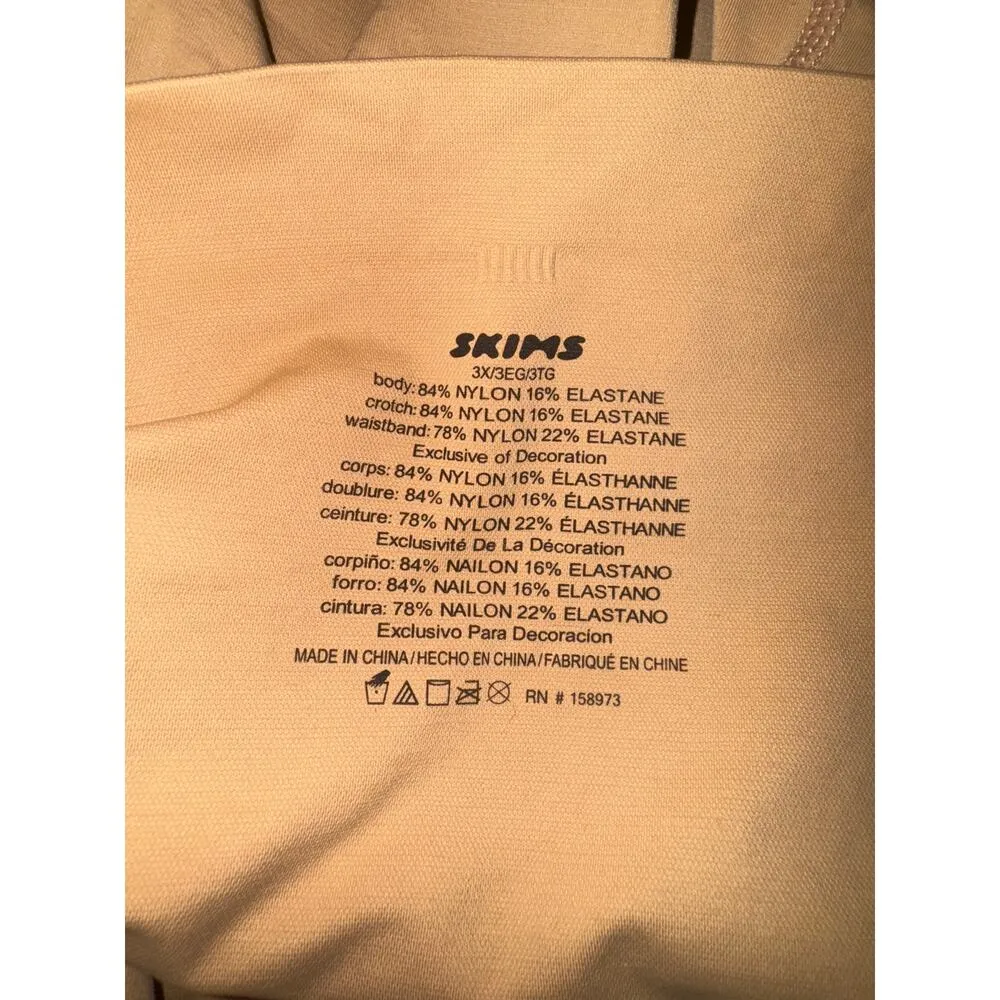 SKIMS
3X/3EG/3TG
body: 84% NYLON 16% ELASTANE
crotch: 84% NYLON 16% ELASTANE
waistband: 78% NYLON 22% ELASTANE
Exclusive of Decoration
corps: 84% NYLON 16% ÉLASTHANNE
doublure: 84% NYLON 16% ÉLASTHANNE
ceinture: 78% NYLON 22% ÉLASTHANNE
Exclusivité De La Décoration
corpiño: 84% NAILON 16% ELASTANO
forro: 84% NAILON 16% ELASTANO
cintura: 78% NAILON 22% ELASTANO
Exclusivo Para Decoracion
MADE IN CHINA/HECHO EN CHINA/FABRIQUÉ EN CHINE
RN # 158973